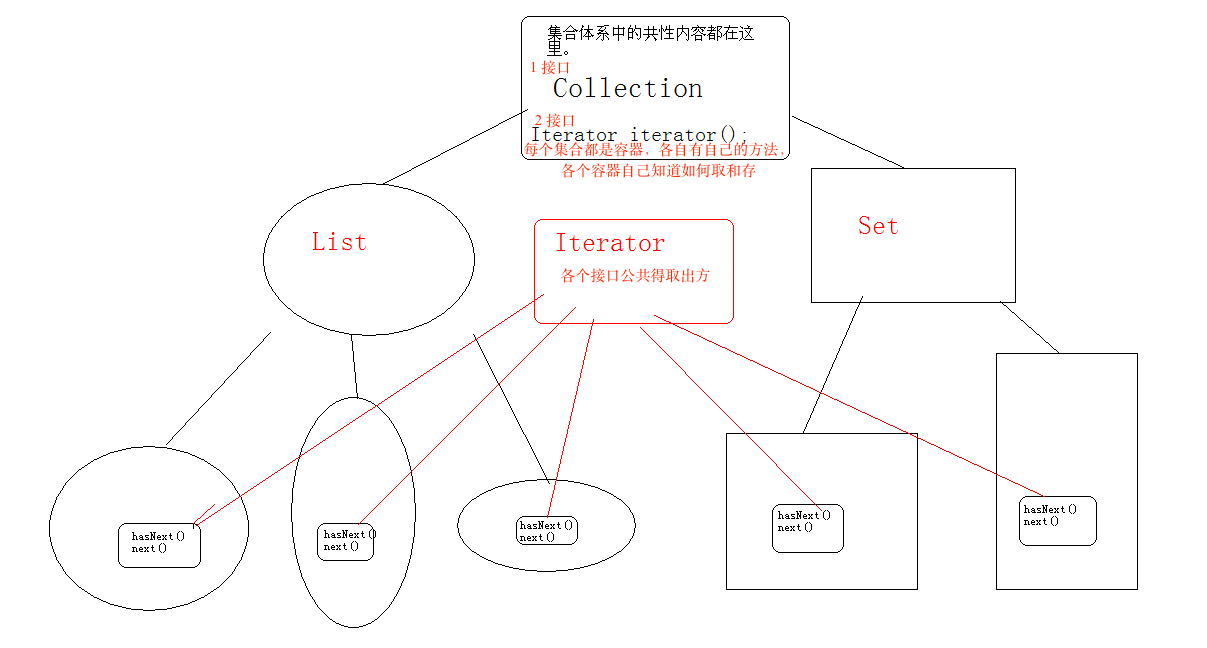 集合体系中的共性内容都在这
里。
1 接口
Collection
2 接口
Iterator iterator();
每个集合都是容器，各自有自己的方法，
各个容器自己知道如何取和存
List
Iterator
各个接口公共得取出方
Set
hasNext()
next()
hasNext()
next()
hasNext()
next()
hasNext()
next()
hasNext()
next()